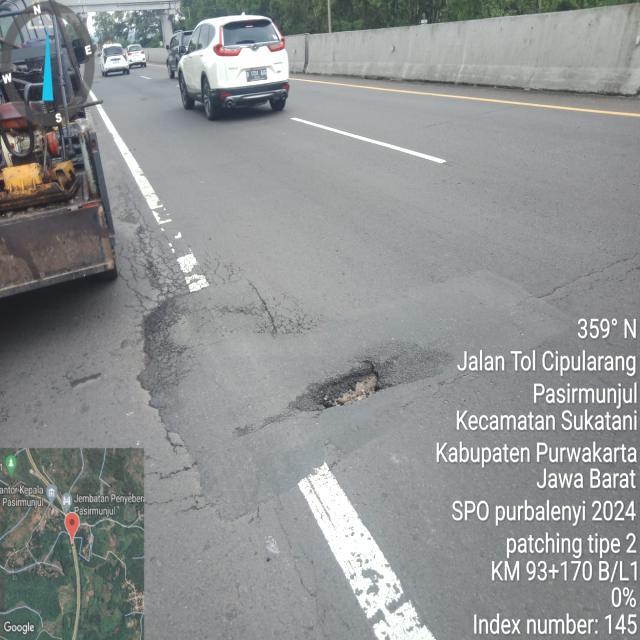 N
E
W
S
359° N
Jalan Tol Cipularang
Pasirmunjul
Kecamatan Sukatani
Kabupaten Purwakarta
Jawa Barat
SPO purbalenyi 2024
patching tipe 2
KM 93+170 B/L1
0%
Index number: 145
antor Kepala
Pasirmunjul
Jembatan Penyeber
Pasirmunjul
Google